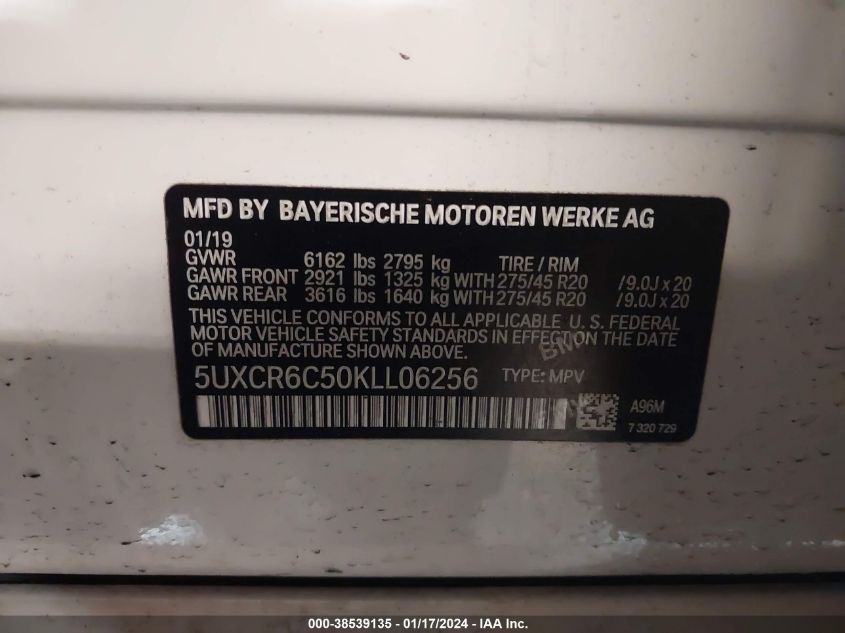 MFD BY BAYERISCHE MOTOREN WERKE AG
01/19
GVWR 6162 lbs 2795 kg TIRE / RIM
GAWR FRONT 2921 lbs 1325 kg WITH 275/45 R20 /9.0J x 20
GAWR REAR 3616 lbs 1640 kg WITH 275/45 R20 /9.0J x 20
THIS VEHICLE CONFORMS TO ALL APPLICABLE U. S. FEDERAL
MOTOR VEHICLE SAFETY STANDARDS IN EFFECT ON THE DATE
OF MANUFACTURE SHOWN ABOVE.
BMW
5UXCR6C50KLL06256 TYPE: MPV
A96M
7 320 729
000-38539135 - 01/17/2024 - IAA Inc.